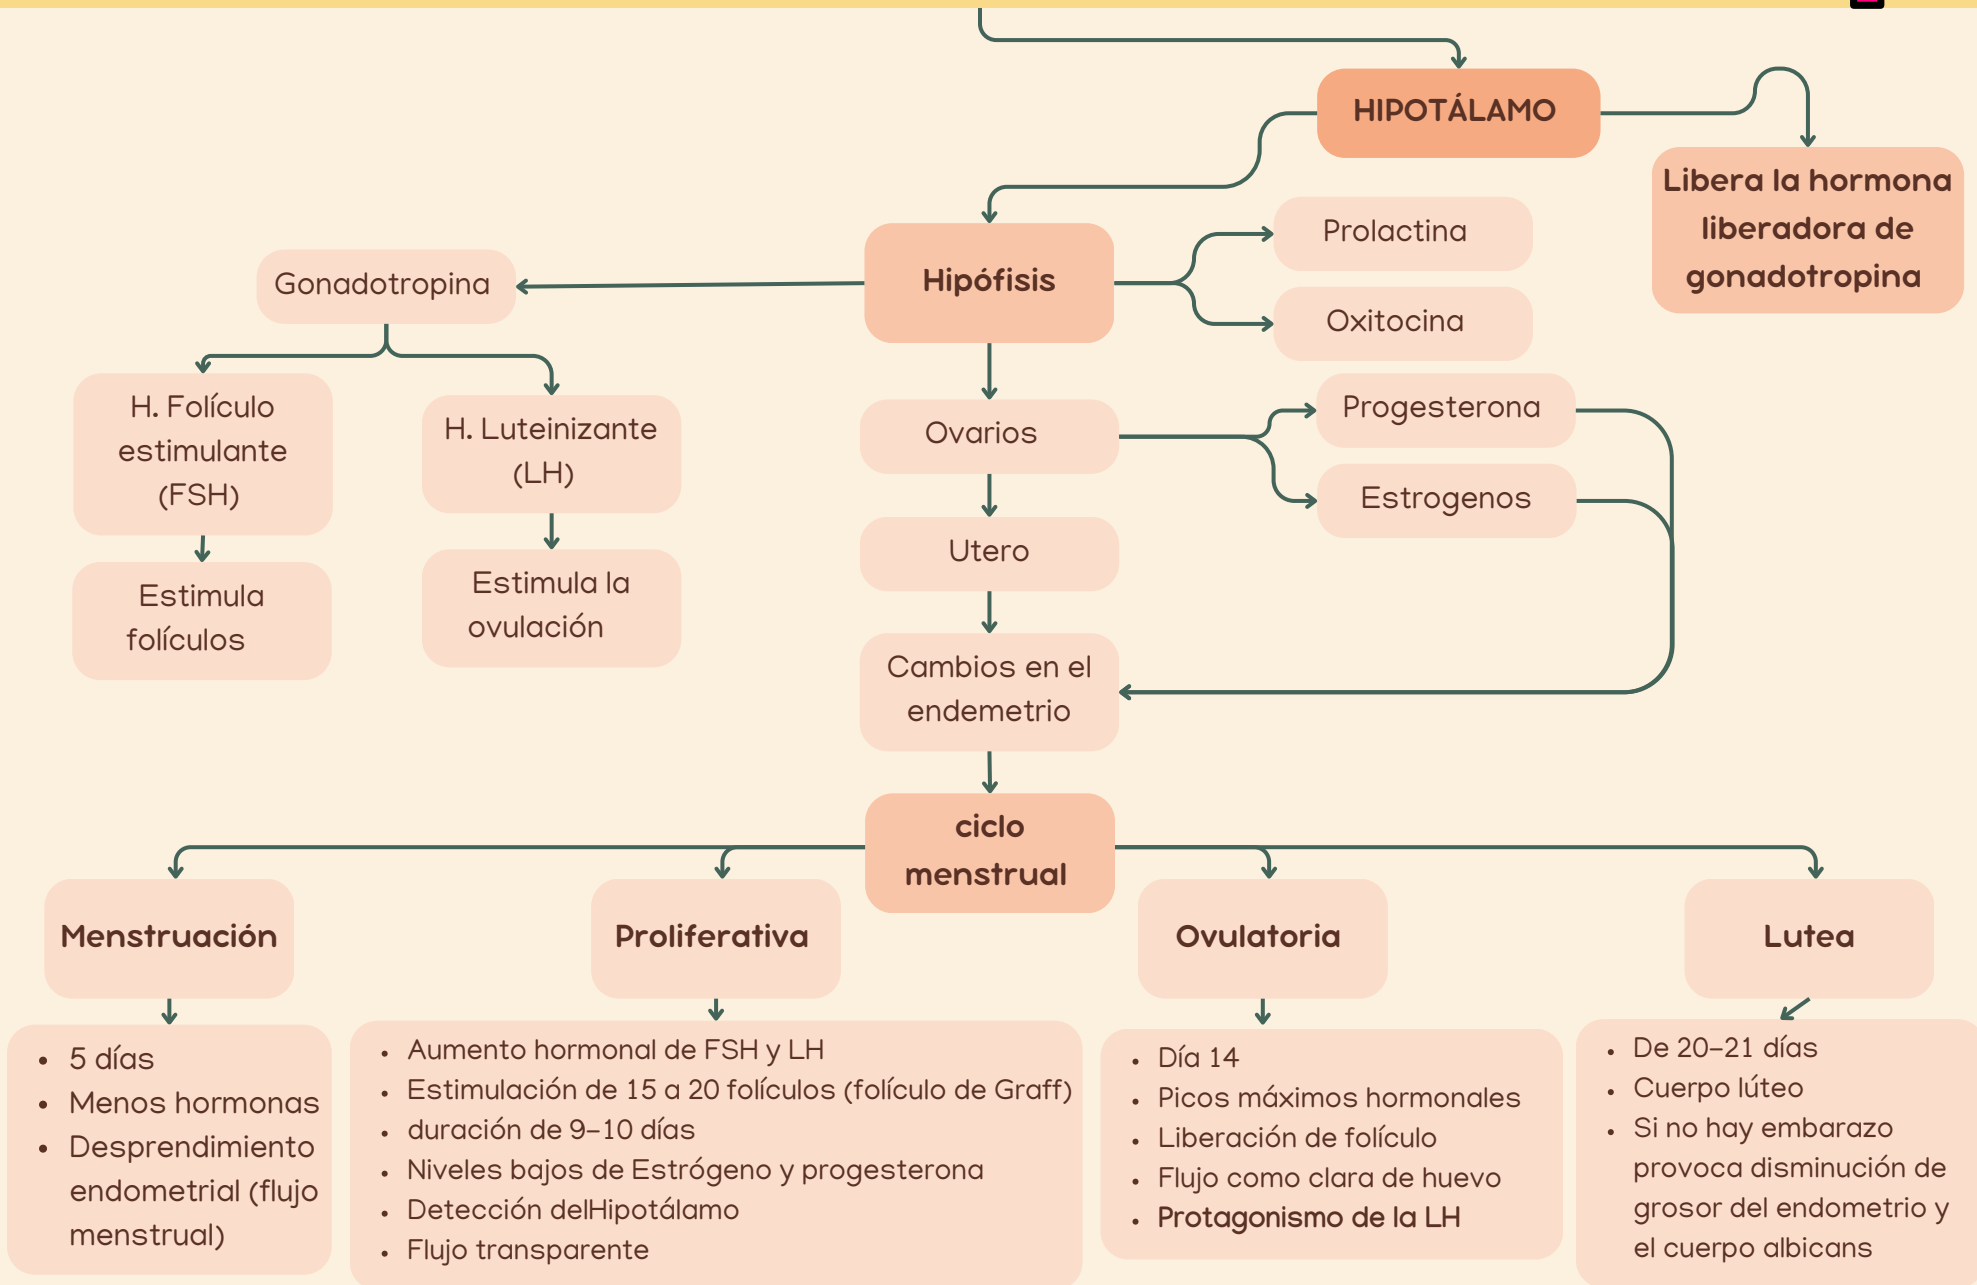 HIPOTÁLAMO
Libera la hormona
liberadora de
gonadotropina
Hipófisis
Prolactina
Oxitocina
Gonadotropina
H. Folículo
estimulante
(FSH)
H. Luteinizante
(LH)
Estimula
folículos
Estimula la
ovulación
Ovarios
Progesterona
Estrogenos
Utero
Cambios en el
endemetrio
ciclo
menstrual
Menstruación
Proliferativa
Ovulatoria
Lutea
• 5 días
• Menos hormonas
• Desprendimiento
endometrial (flujo
menstrual)
• Aumento hormonal de FSH y LH
• Estimulación de 15 a 20 folículos (folículo de Graff)
• duración de 9-10 días
• Niveles bajos de Estrógeno y progesterona
• Detección delHipotálamo
• Flujo transparente
• Día 14
• Picos máximos hormonales
• Liberación de folículo
• Flujo como clara de huevo
• Protagonismo de la LH
• De 20-21 días
• Cuerpo lúteo
• Si no hay embarazo
provoca disminución de
grosor del endometrio y
el cuerpo albicans